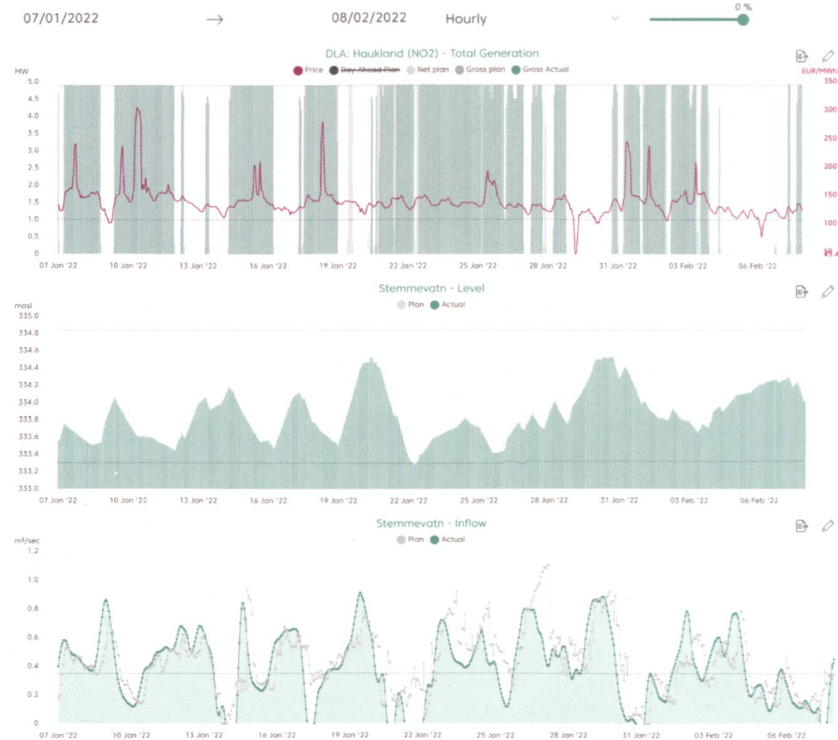 07/01/2022 → 08/02/2022 Hourly 0 %
DLA: Haukland (NO2) - Total Generation
MW Price Day Ahead Plan Net plan Gross plan Gross Actual EUR/MWh
5.0 350
4.5
4.0 300
3.5 250
3.0
2.5 200
2.0
1.5 150
1.0 100
0.5
0
07 Jan '22 10 Jan '22 13 Jan '22 16 Jan '22 19 Jan '22 22 Jan '22 25 Jan '22 28 Jan '22 31 Jan '22 03 Feb '22 06 Feb '22
Stemmevatn - Level
masl Plan Actual
335.0
334.8
334.6
334.4
334.2
334.0
333.8
333.6
333.4
333.2
333.0
07 Jan '22 10 Jan '22 13 Jan '22 16 Jan '22 19 Jan '22 22 Jan '22 25 Jan '22 28 Jan '22 31 Jan '22 03 Feb '22 06 Feb '22
Stemmevatn - Inflow
m³/sec Plan Actual
1.2
1.0
0.8
0.6
0.4
0.2
0
07 Jan '22 10 Jan '22 13 Jan '22 16 Jan '22 19 Jan '22 22 Jan '22 25 Jan '22 28 Jan '22 31 Jan '22 03 Feb '22 06 Feb '22